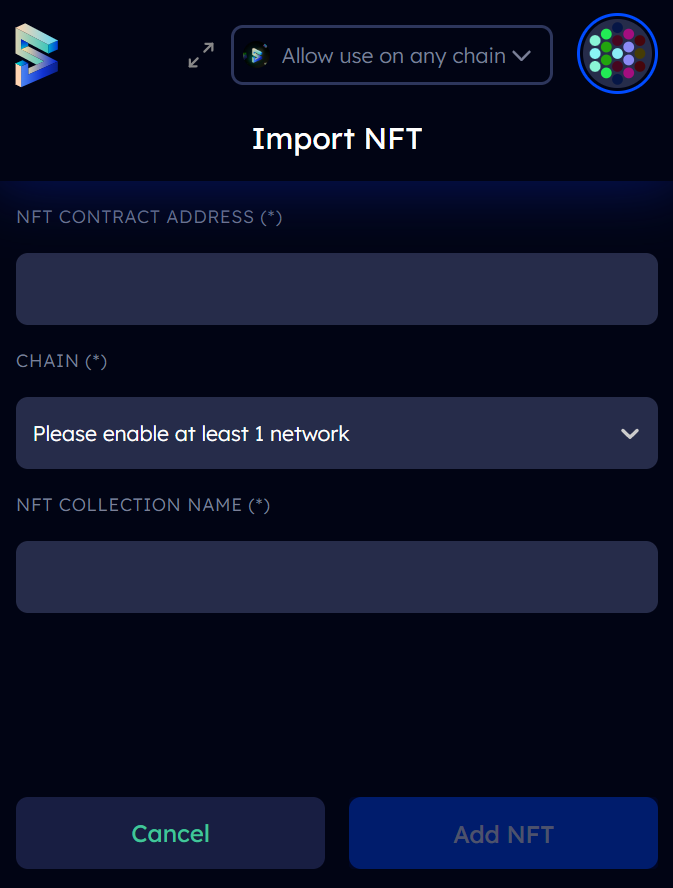 Allow use on any chain
Import NFT
NFT CONTRACT ADDRESS (*)
CHAIN (*)
Please enable at least 1 network
NFT COLLECTION NAME (*)
Cancel
Add NFT